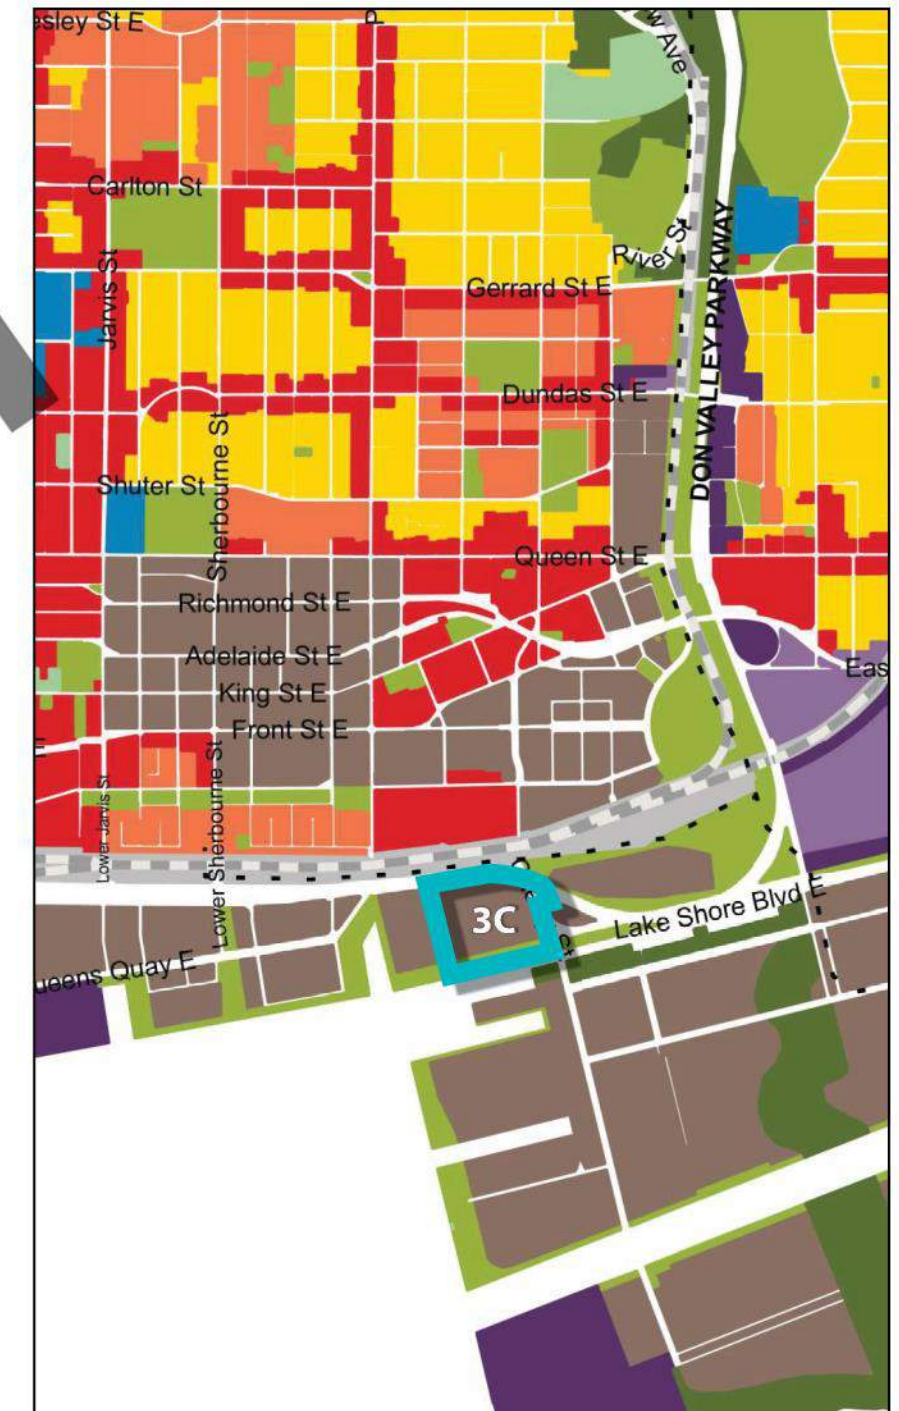 esley St E
w Ave
Carlton St
River St
Jarvis St
Gerrard St E
DON VALLEY PARKWAY
Dundas St E
Sherbourne St
Shuter St
Queen St E
Richmond St E
Adelaide St E
King St E
Eas
Front St E
Lower Jarvis St
Lower Sherbourne St
3C
Lake Shore Blvd E
ueens Quay E